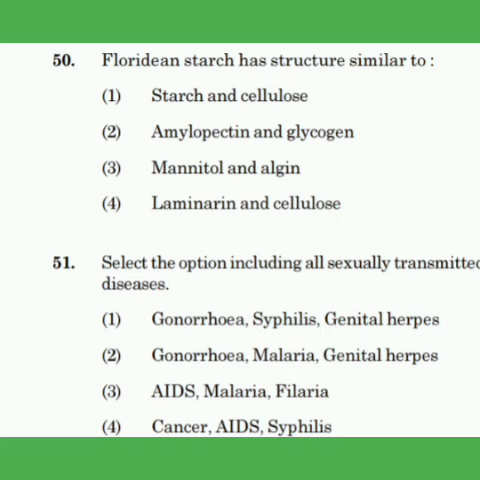 50. Floridean starch has structure similar to :
(1) Starch and cellulose
(2) Amylopectin and glycogen
(3) Mannitol and algin
(4) Laminarin and cellulose
51. Select the option including all sexually transmitted
diseases.
(1) Gonorrhoea, Syphilis, Genital herpes
(2) Gonorrhoea, Malaria, Genital herpes
(3) AIDS, Malaria, Filaria
(4) Cancer, AIDS, Syphilis